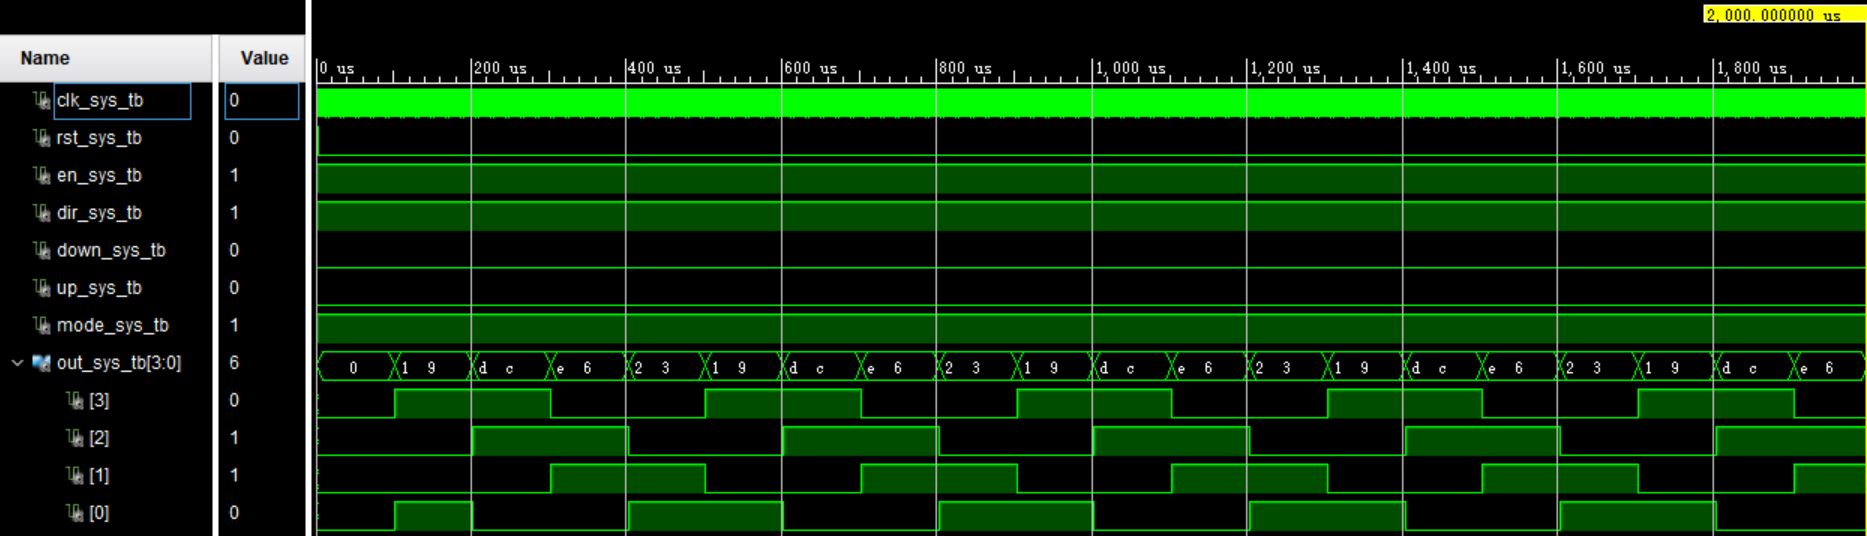 2,000.000000 us
Name Value 0 us 200 us 400 us 600 us 800 us 1,000 us 1,200 us 1,400 us 1,600 us 1,800 us
clk_sys_tb 0
rst_sys_tb 0
en_sys_tb 1
dir_sys_tb 1
down_sys_tb 0
up_sys_tb 0
mode_sys_tb 1
out_sys_tb[3:0] 6 0 1 9 d c e 6 2 3 1 9 d c e 6 2 3 1 9 d c e 6 2 3 1 9 d c e 6 2 3 1 9 d c e 6
[3] 0
[2] 1
[1] 1
[0] 0